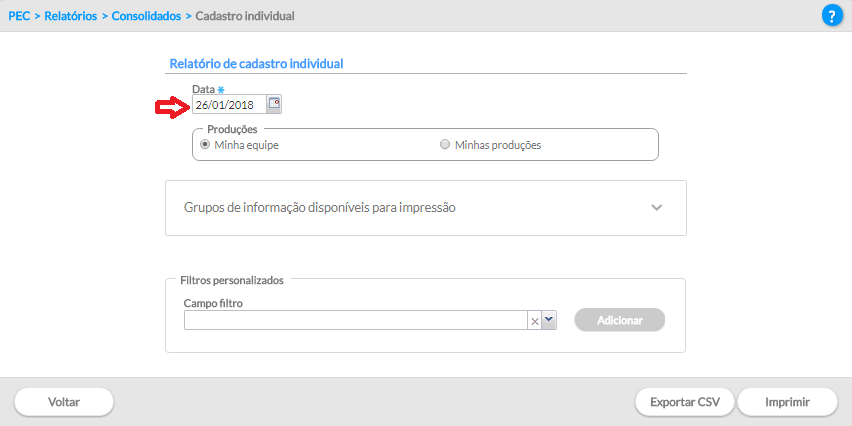 PEC > Relatórios > Consolidados > Cadastro individual
?
Relatório de cadastro individual
Data *
26/01/2018
Produções
Minha equipe
Minhas produções
Grupos de informação disponíveis para impressão
Filtros personalizados
Campo filtro
Adicionar
Voltar
Exportar CSV
Imprimir